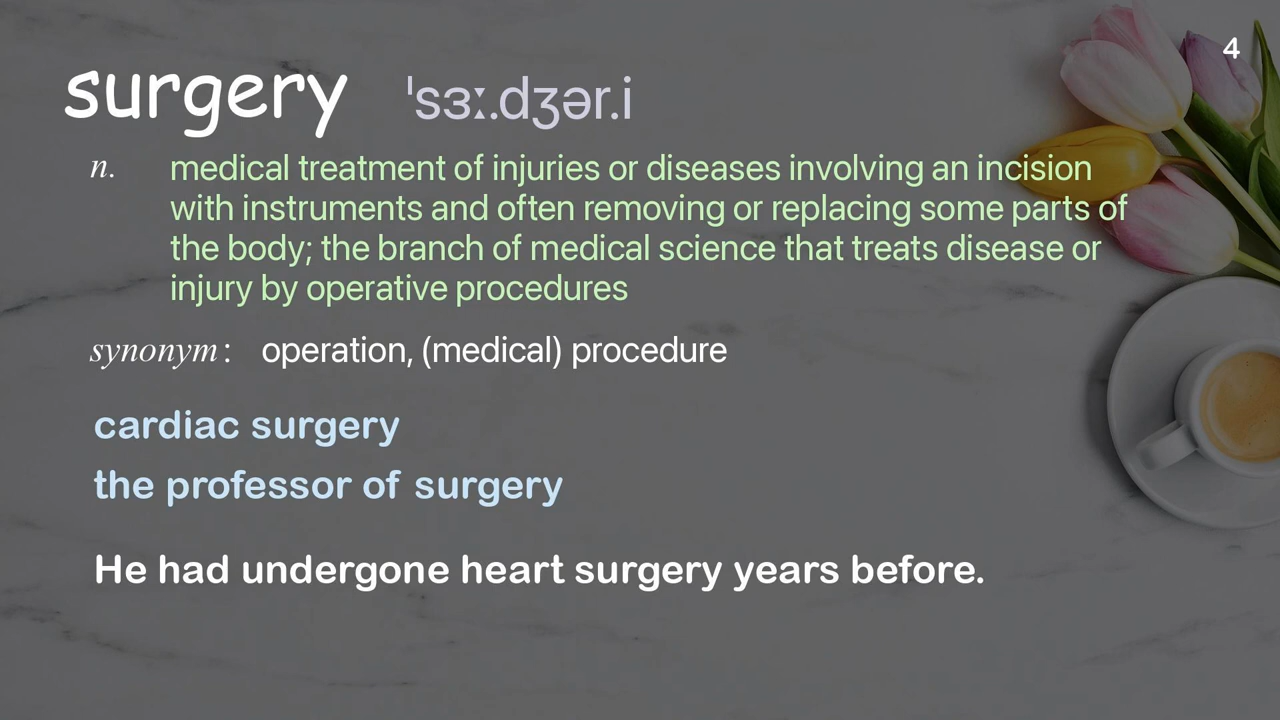 4
surgery ˈsɜː.dʒər.i
n. medical treatment of injuries or diseases involving an incision
with instruments and often removing or replacing some parts of
the body; the branch of medical science that treats disease or
injury by operative procedures
synonym : operation, (medical) procedure
cardiac surgery
the professor of surgery
He had undergone heart surgery years before.